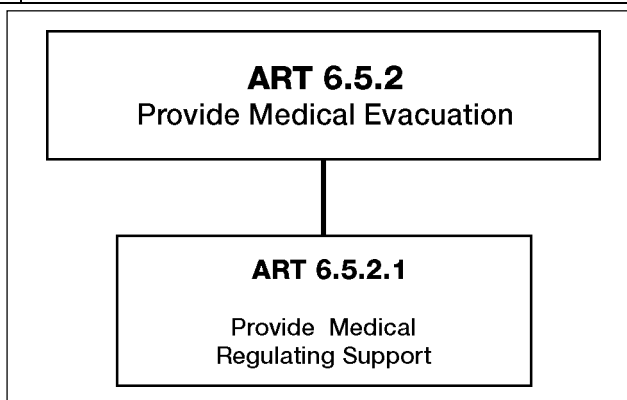 ART 6.5.2
Provide Medical Evacuation
ART 6.5.2.1
Provide Medical
Regulating Support